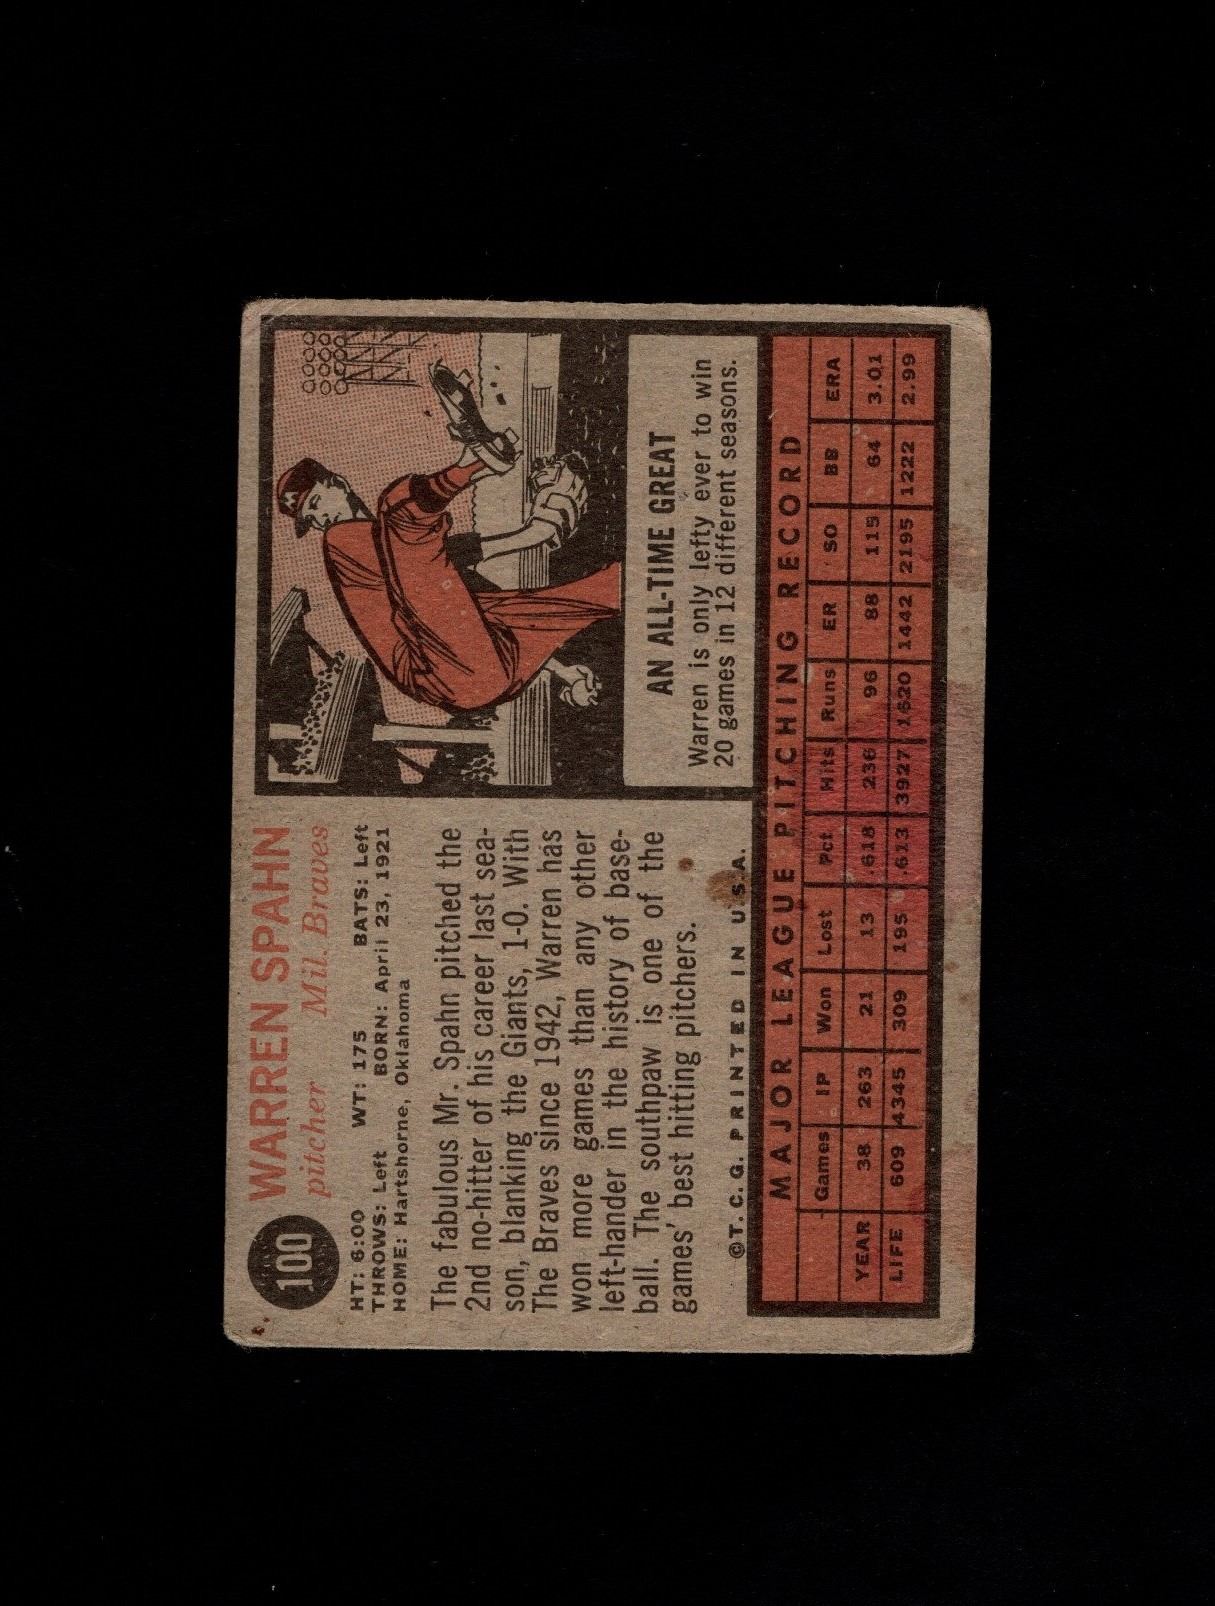 100
WARREN SPAHN
pitcher Mil. Braves
HT: 6:00 WT: 175 BATS: Left
THROWS: Left BORN: April 23, 1921
HOME: Hartshorne, Oklahoma
The fabulous Mr. Spahn pitched the
2nd no-hitter of his career last sea-
son, blanking the Giants, 1-0. With
The Braves since 1942, Warren has
won more games than any other
left-hander in the history of base-
ball. The southpaw is one of the
games' best hitting pitchers.
©T. C. G. PRINTED IN U.S.A.
M
AN ALL-TIME GREAT
Warren is only lefty ever to win
20 games in 12 different seasons.
MAJOR LEAGUE PITCHING RECORD
Games IP Won Lost Pct Hits Runs ER SO BB ERA
YEAR 38 263 21 13 .618 236 96 88 115 64 3.01
LIFE 609 4345 309 195 .613 3927 1620 1442 2195 1222 2.99